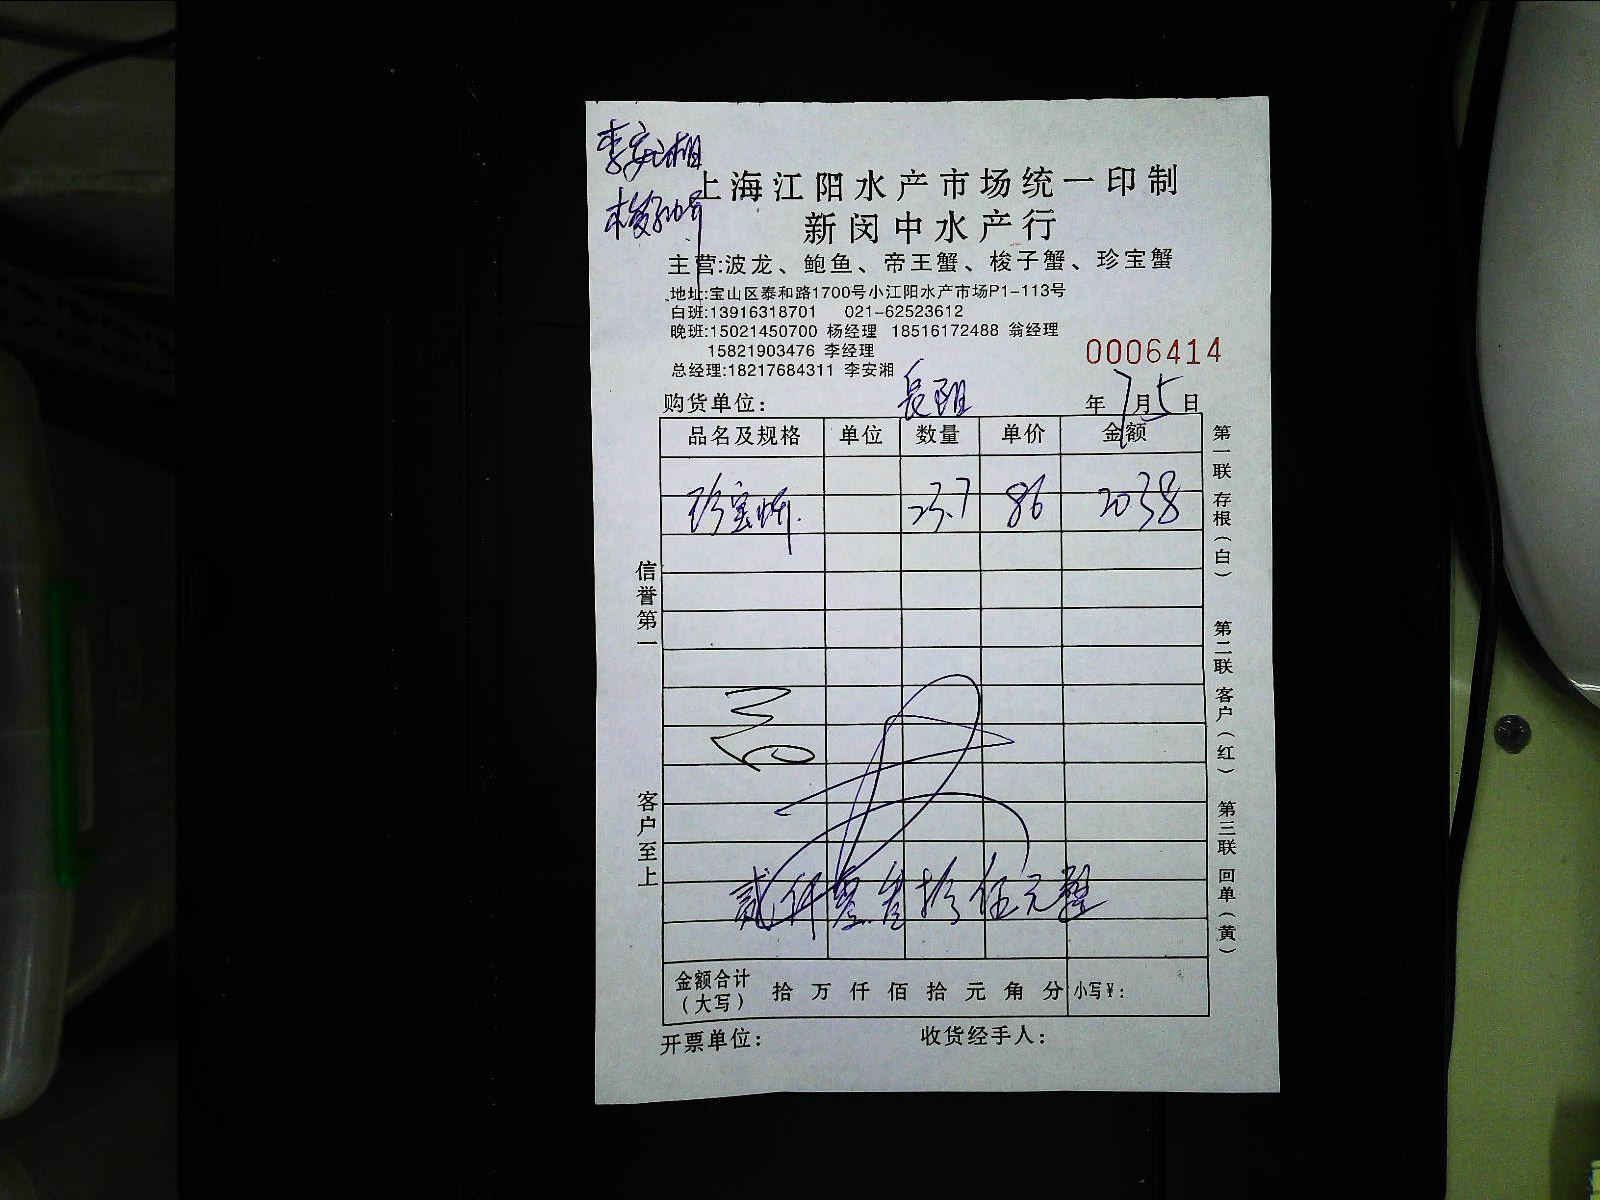 李安湘
梭子蟹
上海江阳水产市场统一印制
新闵中水产行
主营:波龙、鲍鱼、帝王蟹、梭子蟹、珍宝蟹
地址:宝山区泰和路1700号小江阳水产市场P1-113号
白班:13916318701 021-62523612
晚班:15021450700 杨经理 18516172488 翁经理
15821903476 李经理
总经理:18217684311 李安湘
0006414
购货单位: 长阳 年 7月5日
品名及规格 单位 数量 单价 金额
珍宝 23.7 86 2038
贰仟零叁拾伍元整
金额合计(大写) 拾 万 仟 佰 拾 元 角 分 小写¥:
开票单位: 收货经手人:
信誉第一
客户至上
第一联 存根(白)
第二联 客户(红)
第三联 回单(黄)